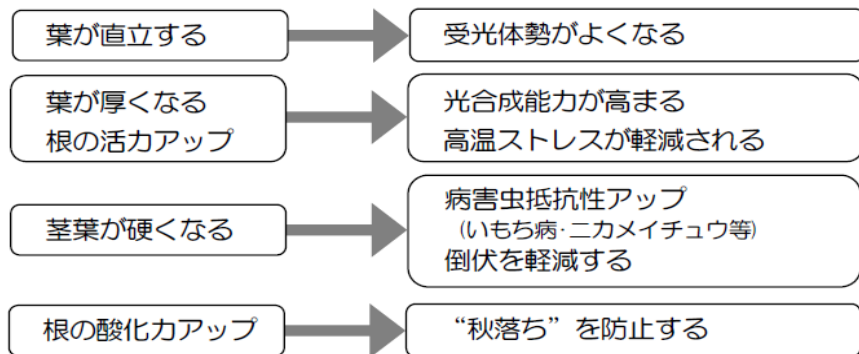 葉が直立する
受光体勢がよくなる
葉が厚くなる
根の活力アップ
光合成能力が高まる
高温ストレスが軽減される
茎葉が硬くなる
病害虫抵抗性アップ
(いもち病･ニカメイチュウ等)
倒伏を軽減する
根の酸化力アップ
“秋落ち”を防止する